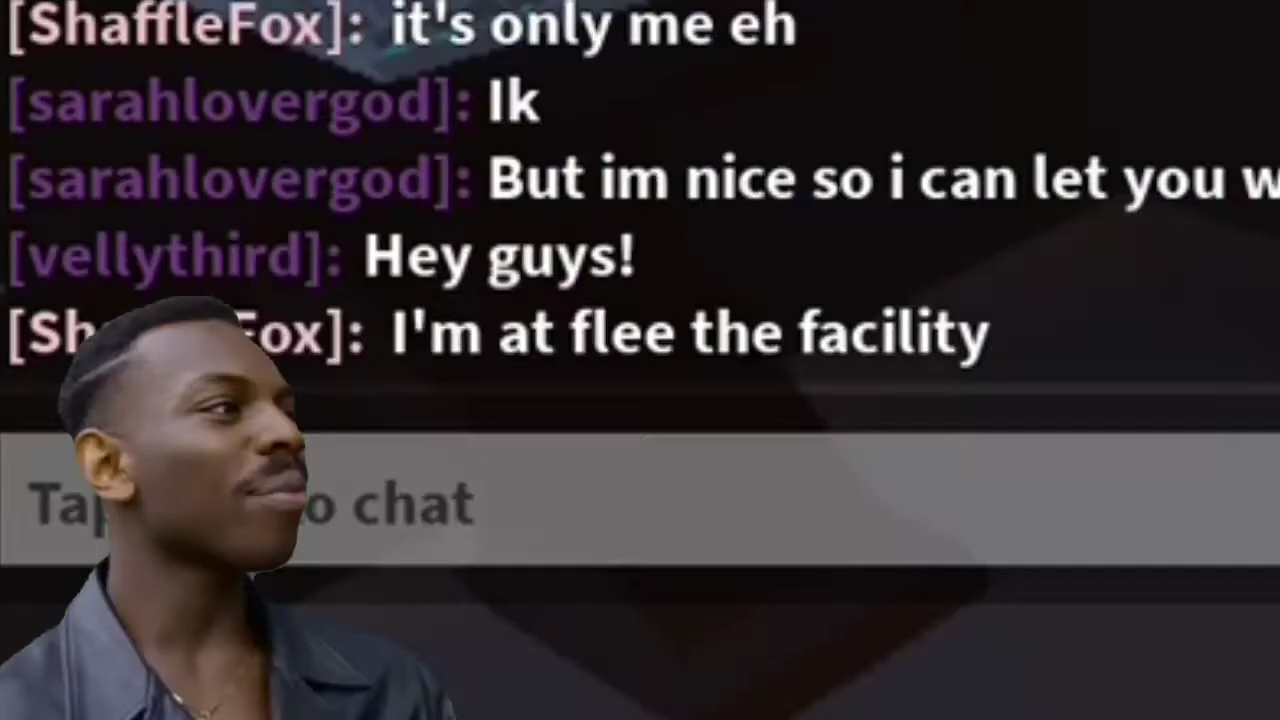 [ShaffleFox]: it's only me eh
[sarahlovergod]: Ik
[sarahlovergod]: But im nice so i can let you
[vellythird]: Hey guys!
[Sh Fox]: I'm at flee the facility
chat